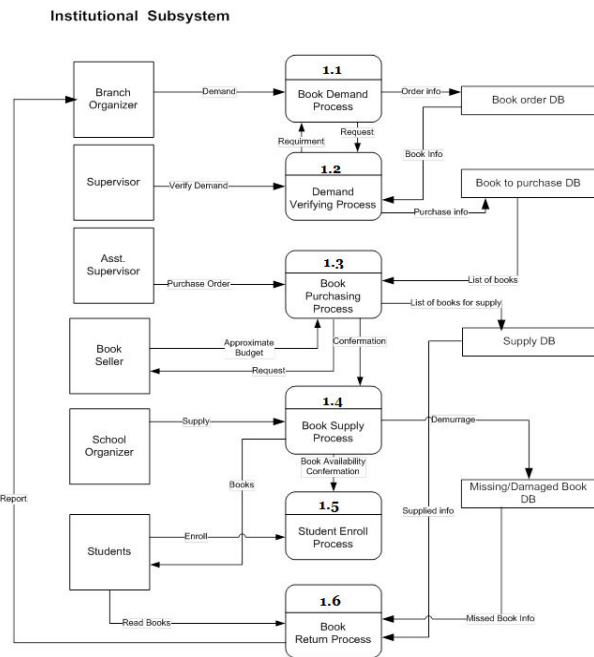 Institutional Subsystem
Branch
Organizer
Demand
1.1
Book Demand
Process
Order info
Book order DB
Requirment
Request
Book Info
Supervisor
Verify Demand
1.2
Demand
Verifying Process
Purchase info
Book to purchase DB
Asst.
Supervisor
Purchase Order
1.3
Book
Purchasing
Process
List of books
List of books for supply
Book
Seller
Approximate
Budget
Request
Confermation
Supply DB
School
Organizer
Supply
1.4
Book Supply
Process
Demurrage
Book Availability
Confermation
Books
Missing/Damaged Book
DB
Report
Supplied info
Students
Enroll
1.5
Student Enroll
Process
Read Books
1.6
Book
Return Process
Missed Book Info